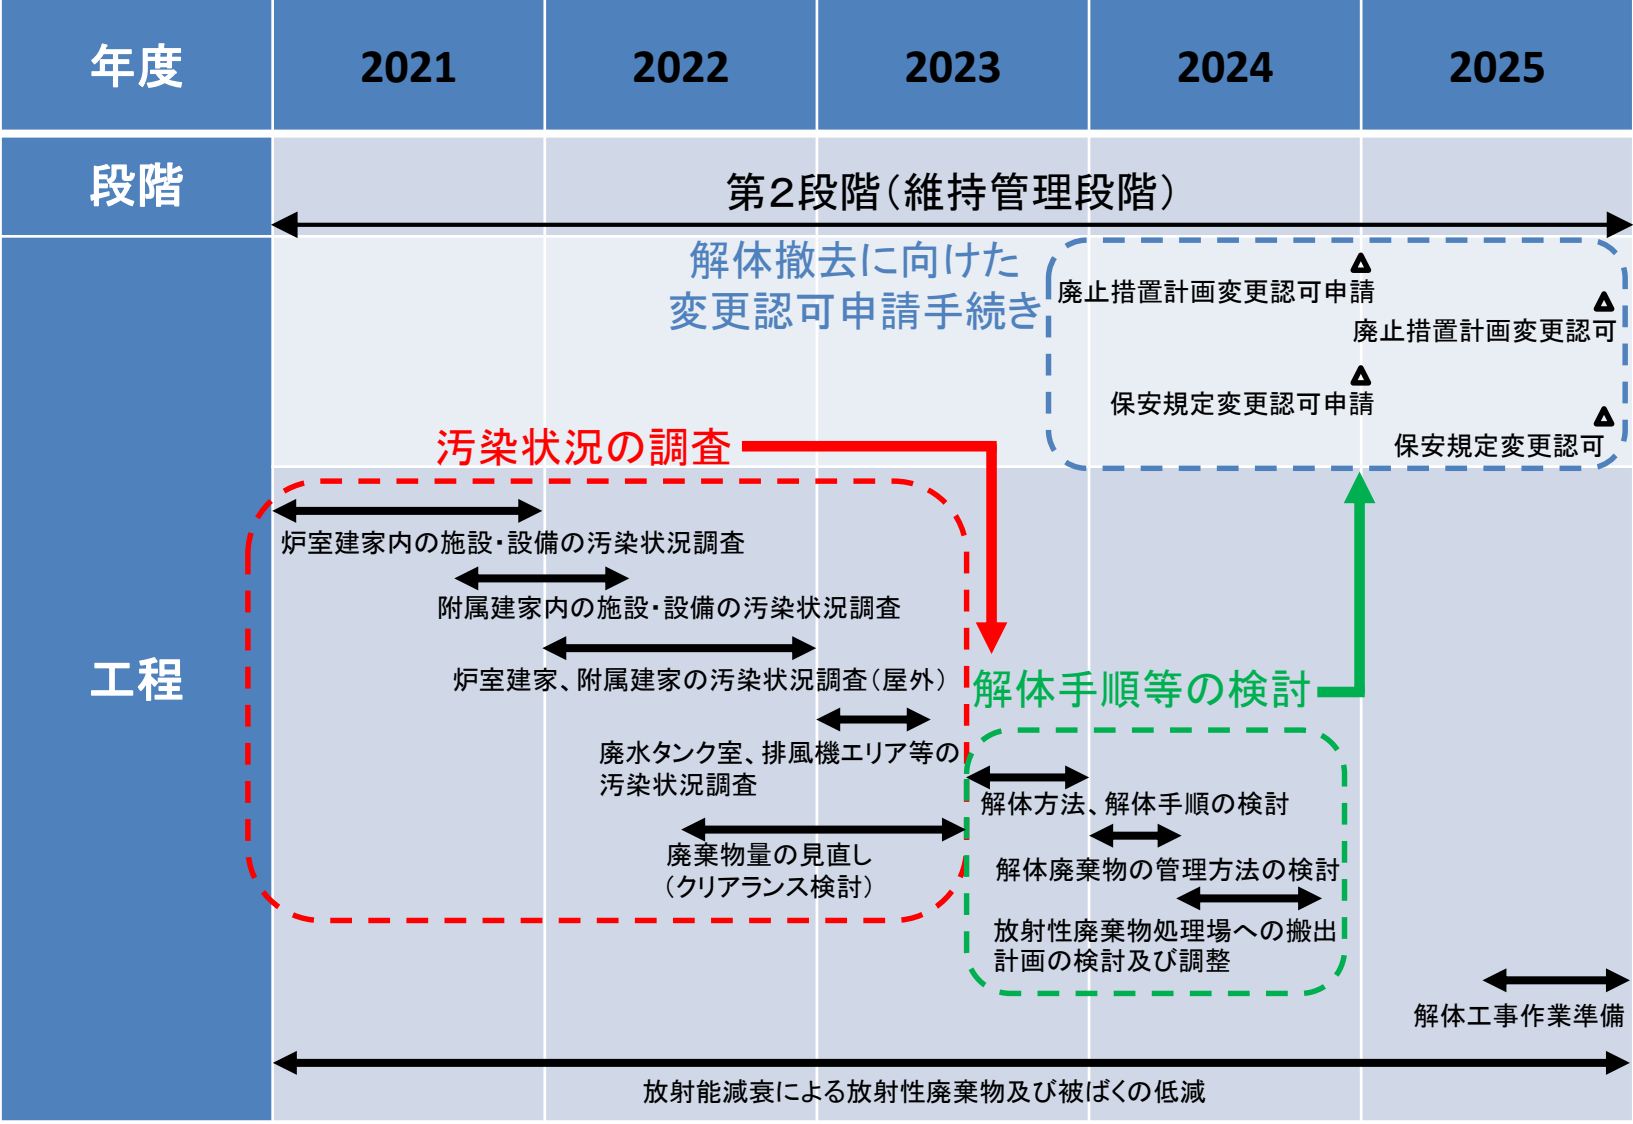 年度
2021
2022
2023
2024
2025
段階
第2段階(維持管理段階)
工程
解体撤去に向けた
変更認可申請手続き
廃止措置計画変更認可申請
廃止措置計画変更認可
保安規定変更認可申請
保安規定変更認可
汚染状況の調査
炉室建家内の施設・設備の汚染状況調査
附属建家内の施設・設備の汚染状況調査
炉室建家、附属建家の汚染状況調査(屋外)
廃水タンク室、排風機エリア等の
汚染状況調査
廃棄物量の見直し
(クリアランス検討)
解体手順等の検討
解体方法、解体手順の検討
解体廃棄物の管理方法の検討
放射性廃棄物処理場への搬出
計画の検討及び調整
解体工事作業準備
放射能減衰による放射性廃棄物及び被ばくの低減